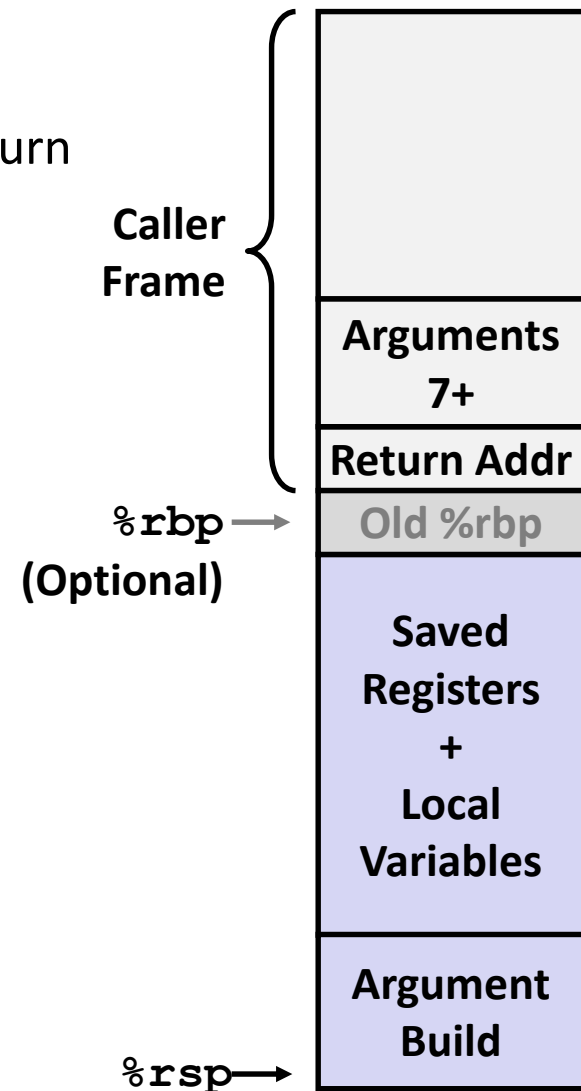 urn
Caller
Frame
Arguments
7+
Return Addr
%rbp
Old %rbp
(Optional)
Saved
Registers
+
Local
Variables
Argument
Build
%rsp